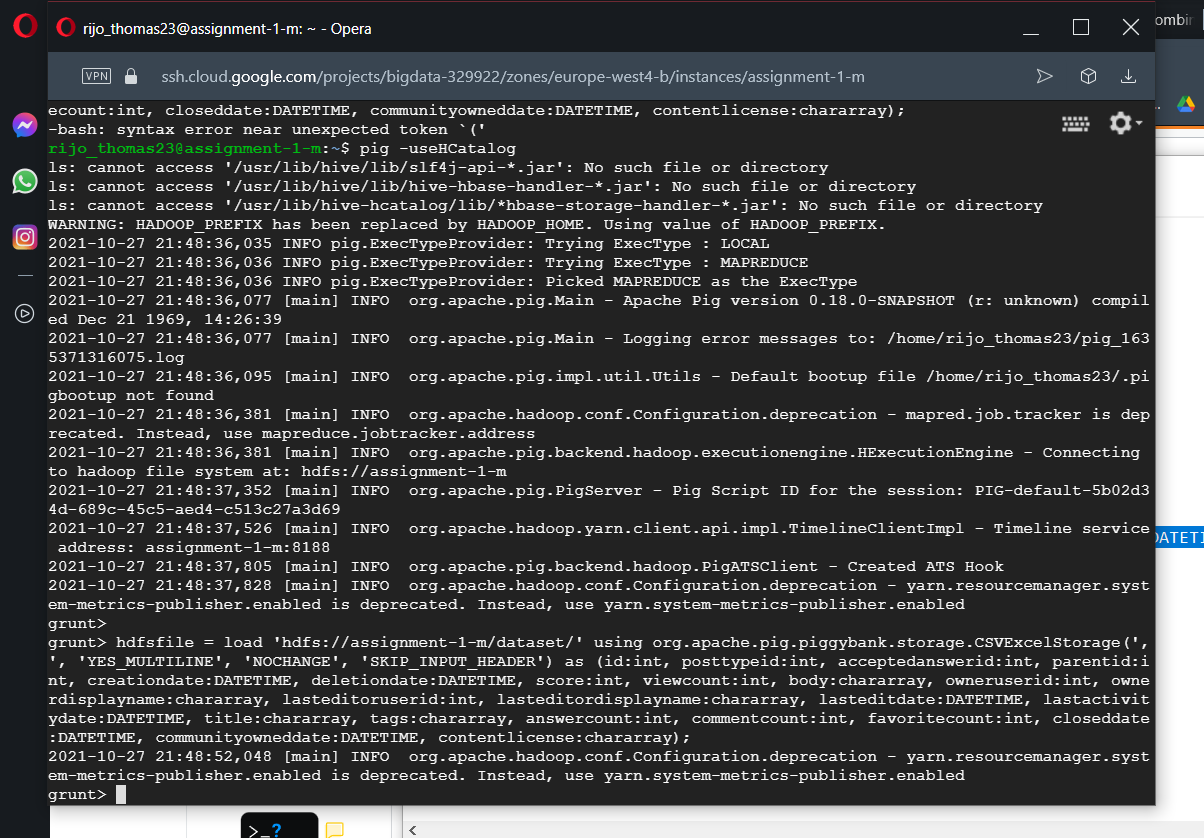 rijo_thomas23@assignment-1-m: ~ - Opera
ombir
VPN
ssh.cloud.google.com/projects/bigdata-329922/zones/europe-west4-b/instances/assignment-1-m
ecount:int, closeddate:DATETIME, communityowneddate:DATETIME, contentlicense:chararray);
-bash: syntax error near unexpected token `('
rijo_thomas23@assignment-1-m:~$ pig -useHCatalog
ls: cannot access '/usr/lib/hive/lib/slf4j-api-*.jar': No such file or directory
ls: cannot access '/usr/lib/hive/lib/hive-hbase-handler-*.jar': No such file or directory
ls: cannot access '/usr/lib/hive-hcatalog/lib/*hbase-storage-handler-*.jar': No such file or directory
WARNING: HADOOP_PREFIX has been replaced by HADOOP_HOME. Using value of HADOOP_PREFIX.
2021-10-27 21:48:36,035 INFO pig.ExecTypeProvider: Trying ExecType : LOCAL
2021-10-27 21:48:36,036 INFO pig.ExecTypeProvider: Trying ExecType : MAPREDUCE
2021-10-27 21:48:36,036 INFO pig.ExecTypeProvider: Picked MAPREDUCE as the ExecType
2021-10-27 21:48:36,077 [main] INFO  org.apache.pig.Main - Apache Pig version 0.18.0-SNAPSHOT (r: unknown) compil
ed Dec 21 1969, 14:26:39
2021-10-27 21:48:36,077 [main] INFO  org.apache.pig.Main - Logging error messages to: /home/rijo_thomas23/pig_163
5371316075.log
2021-10-27 21:48:36,095 [main] INFO  org.apache.pig.impl.util.Utils - Default bootup file /home/rijo_thomas23/.pi
gbootup not found
2021-10-27 21:48:36,381 [main] INFO  org.apache.hadoop.conf.Configuration.deprecation - mapred.job.tracker is dep
recated. Instead, use mapreduce.jobtracker.address
2021-10-27 21:48:36,381 [main] INFO  org.apache.pig.backend.hadoop.executionengine.HExecutionEngine - Connecting
to hadoop file system at: hdfs://assignment-1-m
2021-10-27 21:48:37,352 [main] INFO  org.apache.pig.PigServer - Pig Script ID for the session: PIG-default-5b02d3
4d-689c-45c5-aed4-c513c27a3d69
2021-10-27 21:48:37,526 [main] INFO  org.apache.hadoop.yarn.client.api.impl.TimelineClientImpl - Timeline service
 address: assignment-1-m:8188
2021-10-27 21:48:37,805 [main] INFO  org.apache.pig.backend.hadoop.PigATSClient - Created ATS Hook
2021-10-27 21:48:37,828 [main] INFO  org.apache.hadoop.conf.Configuration.deprecation - yarn.resourcemanager.syst
em-metrics-publisher.enabled is deprecated. Instead, use yarn.system-metrics-publisher.enabled
grunt>
grunt> hdfsfile = load 'hdfs://assignment-1-m/dataset/' using org.apache.pig.piggybank.storage.CSVExcelStorage(',
', 'YES_MULTILINE', 'NOCHANGE', 'SKIP_INPUT_HEADER') as (id:int, posttypeid:int, acceptedanswerid:int, parentid:i
nt, creationdate:DATETIME, deletiondate:DATETIME, score:int, viewcount:int, body:chararray, owneruserid:int, owne
rdisplayname:chararray, lasteditoruserid:int, lasteditordisplayname:chararray, lasteditdate:DATETIME, lastactivit
ydate:DATETIME, title:chararray, tags:chararray, answercount:int, commentcount:int, favoritecount:int, closeddate
:DATETIME, communityowneddate:DATETIME, contentlicense:chararray);
2021-10-27 21:48:52,048 [main] INFO  org.apache.hadoop.conf.Configuration.deprecation - yarn.resourcemanager.syst
em-metrics-publisher.enabled is deprecated. Instead, use yarn.system-metrics-publisher.enabled
grunt>
DATETI
>_?